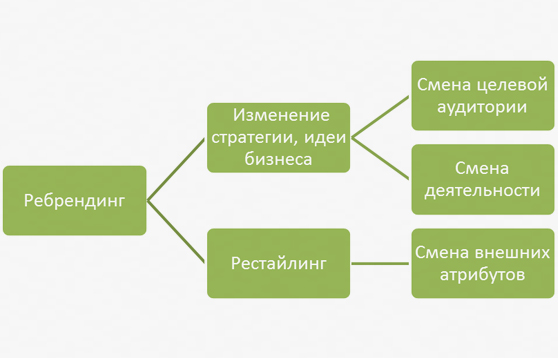 Ребрендинг
Изменение
стратегии, идеи
бизнеса
Рестайлинг
Смена целевой
аудитории
Смена
деятельности
Смена внешних
атрибутов